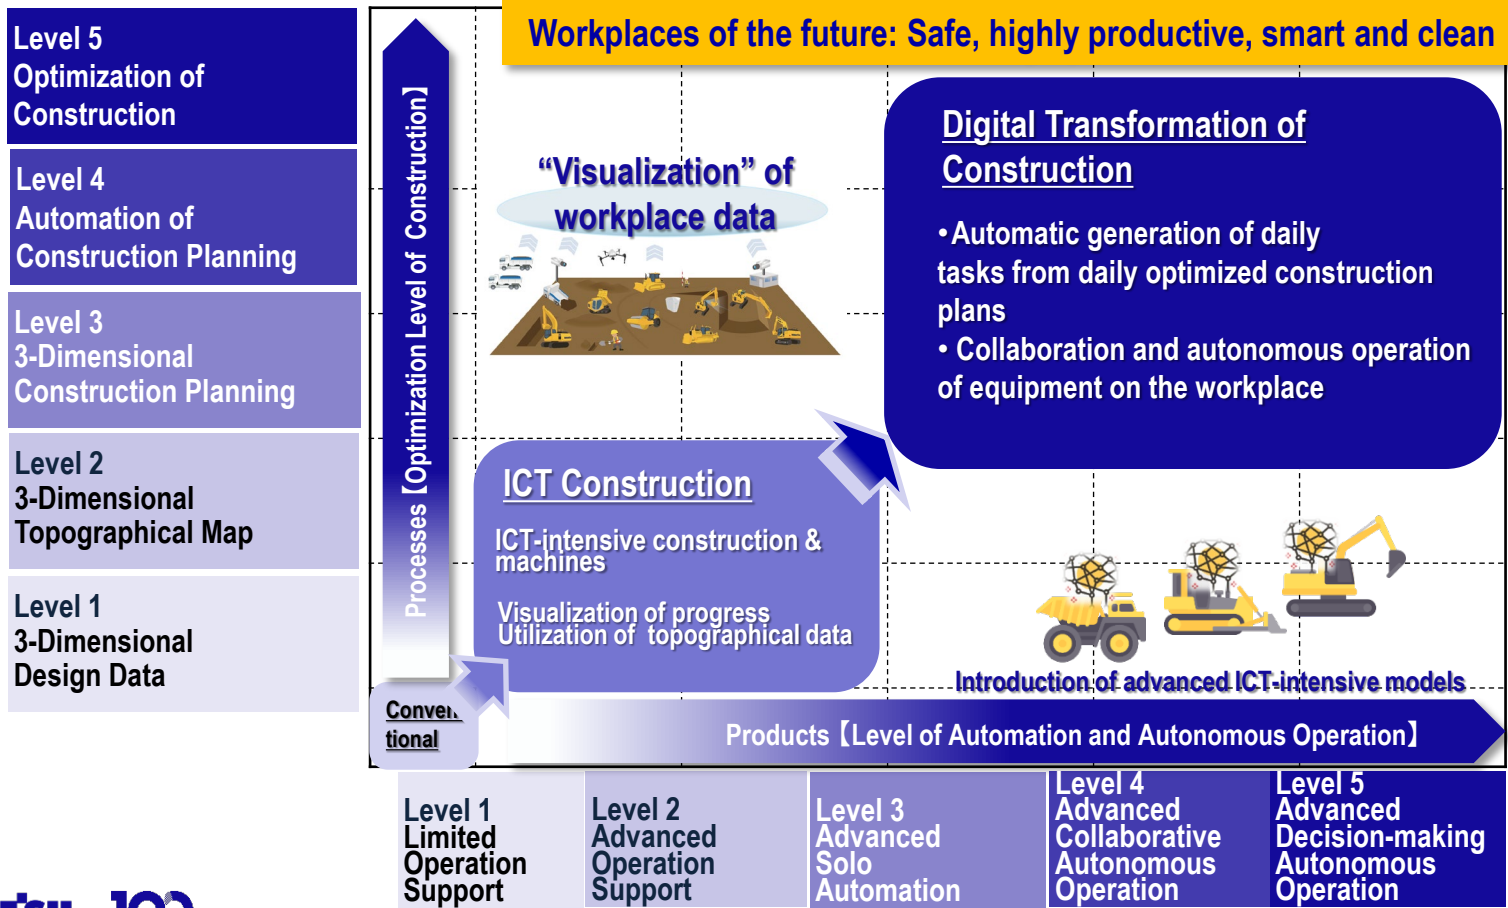 Workplaces of the future: Safe, highly productive, smart and clean
Level 5
Optimization of
Construction
Level 4
Automation of
Construction Planning
Level 3
3-Dimensional
Construction Planning
Level 2
3-Dimensional
Topographical Map
Level 1
3-Dimensional
Design Data
Processes【Optimization Level of Construction】
“Visualization” of
workplace data
Digital Transformation of
Construction
•Automatic generation of daily
tasks from daily optimized construction
plans
• Collaboration and autonomous operation
of equipment on the workplace
ICT Construction
ICT-intensive construction &
machines
Visualization of progress
Utilization of topographical data
Introduction of advanced ICT-intensive models
Conven
tional
Products【Level of Automation and Autonomous Operation】
Level 1
Limited
Operation
Support
Level 2
Advanced
Operation
Support
Level 3
Advanced
Solo
Automation
Level 4
Advanced
Collaborative
Autonomous
Operation
Level 5
Advanced
Decision-making
Autonomous
Operation